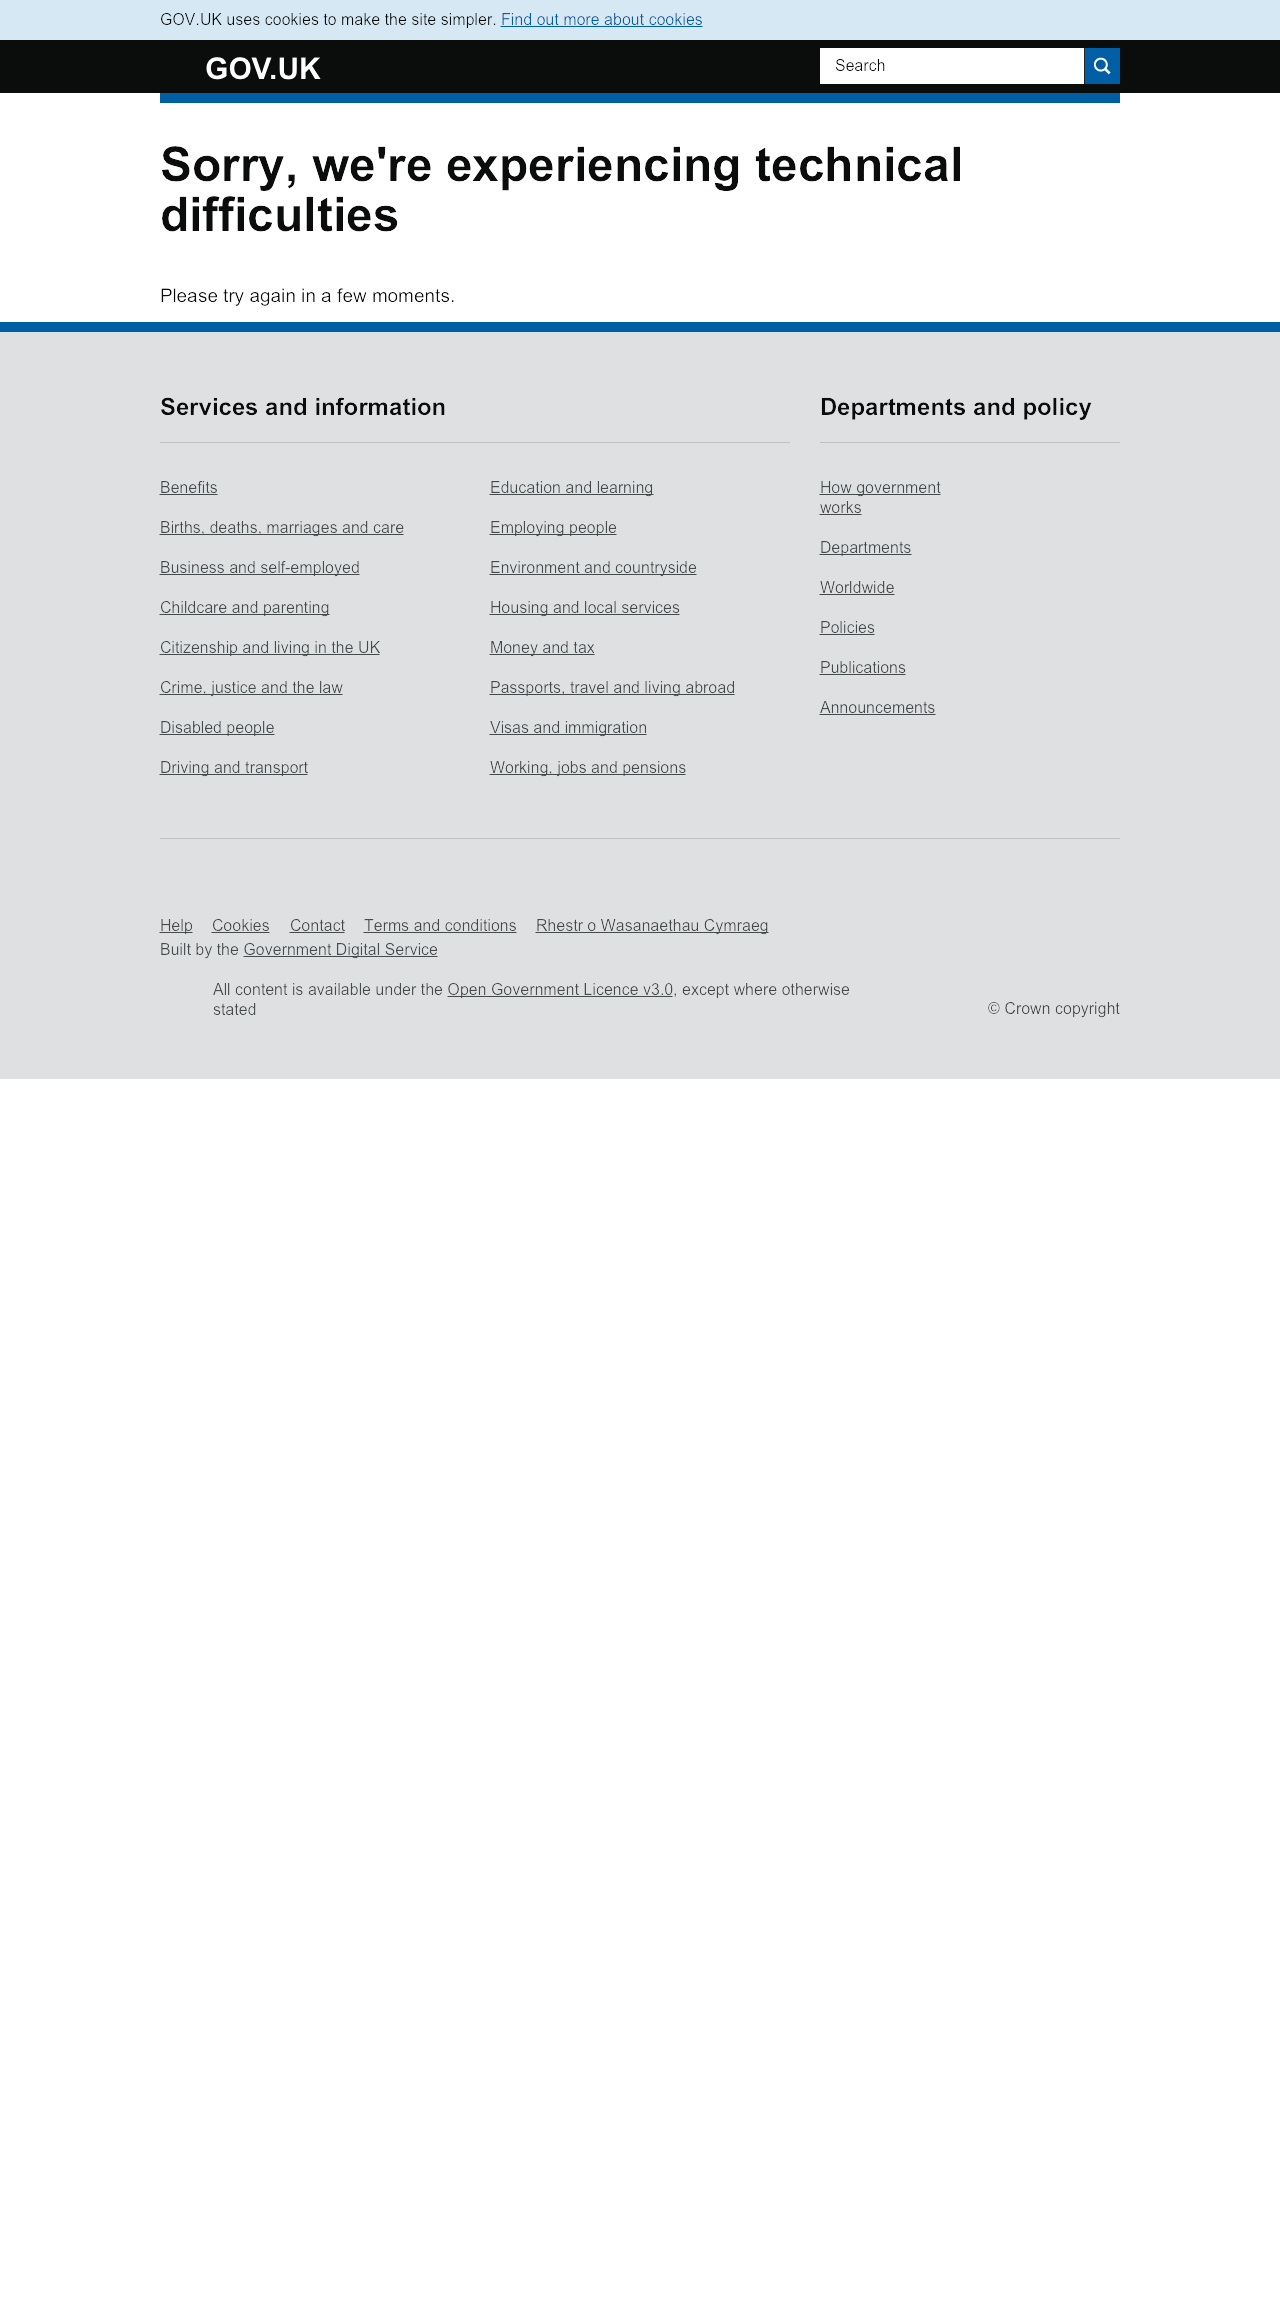 GOV.UK uses cookies to make the site simpler. Find out more about cookies
GOV.UK
Search
Sorry, we're experiencing technical
difficulties
Please try again in a few moments.
Services and information
Benefits
Births, deaths, marriages and care
Business and self-employed
Childcare and parenting
Citizenship and living in the UK
Crime, justice and the law
Disabled people
Driving and transport
Education and learning
Employing people
Environment and countryside
Housing and local services
Money and tax
Passports, travel and living abroad
Visas and immigration
Working, jobs and pensions
Departments and policy
How government
works
Departments
Worldwide
Policies
Publications
Announcements
Help Cookies Contact Terms and conditions Rhestr o Wasanaethau Cymraeg
Built by the Government Digital Service
All content is available under the Open Government Licence v3.0, except where otherwise
stated
© Crown copyright